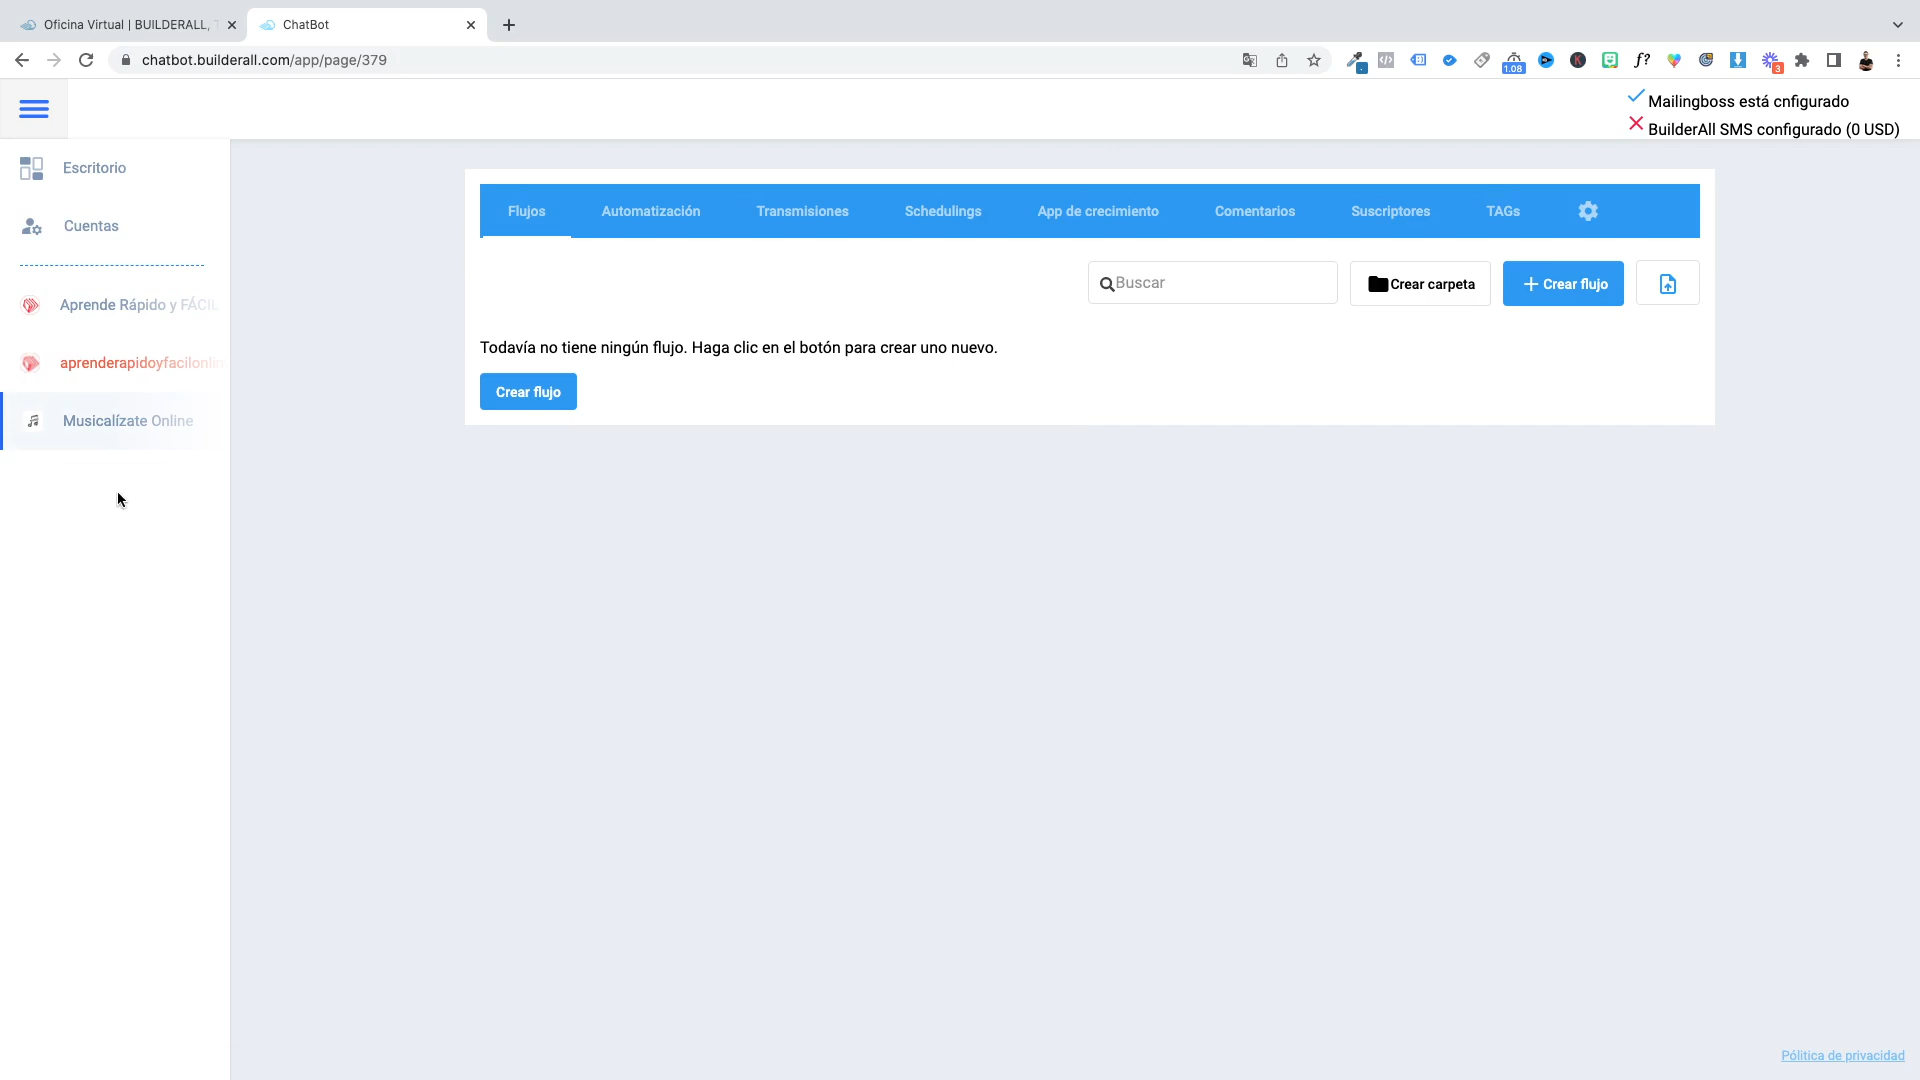 Oficina Virtual | BUILDERALL,
ChatBot
chatbot.builderall.com/app/page/379
1.08
3
Mailingboss está cnfigurado
BuilderAll SMS configurado (0 USD)
Escritorio
Cuentas
Aprende Rápido y FÁCIL
aprenderapidoyfacilonlin
Musicalízate Online
Flujos
Automatización
Transmisiones
Schedulings
App de crecimiento
Comentarios
Suscriptores
TAGs
Buscar
Crear carpeta
Crear flujo
Todavía no tiene ningún flujo. Haga clic en el botón para crear uno nuevo.
Crear flujo
Pólitica de privacidad